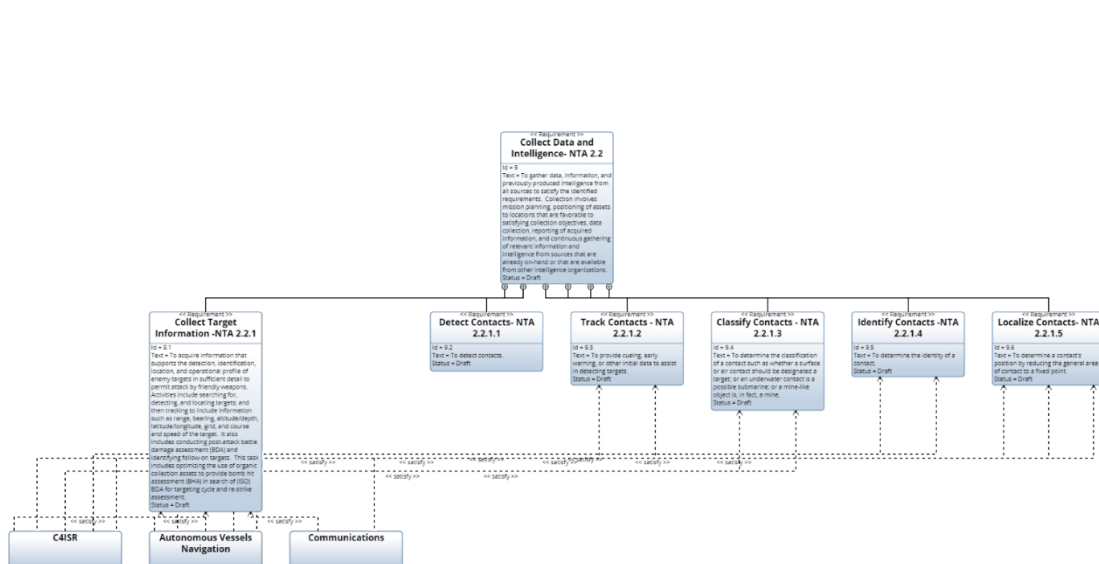 << Requirement >>
Collect Data and
Intelligence- NTA 2.2
Id = 9
Text = To gather data, information, and
previously produced intelligence from
all sources to satisfy the identified
requirements. Collection involves
mission planning, positioning of assets
to locations that are favorable to
satisfying collection objectives, data
collection, reporting of acquired
information, and continuous gathering
of relevant information and
intelligence from sources that are
already on-hand or that are available
from other intelligence organizations.
Status = Draft
<< Requirement >>
Collect Target
Information -NTA 2.2.1
Id = 9.1
Text = To acquire information that
supports the detection, identification,
location, and operational profile of
enemy targets in sufficient detail to
permit attack by friendly weapons.
Activities include searching for,
detecting, and locating targets; and
then tracking to include information
such as range, bearing, altitude/depth,
latitude/longitude, grid, and course
and speed of the target. It also
includes conducting post-attack battle
damage assessment (BDA) and
identifying follow-on targets. This task
includes optimizing the use of organic
collection assets to provide bomb hit
assessment (BHA) in search of (ISO)
BDA for targeting cycle and re-strike
assessment.
Status = Draft
<< Requirement >>
Detect Contacts- NTA
2.2.1.1
Id = 9.2
Text = To detect contacts.
Status = Draft
<< Requirement >>
Track Contacts - NTA
2.2.1.2
Id = 9.3
Text = To provide cueing, early
warning, or other initial data to assist
in detecting targets.
Status = Draft
<< Requirement >>
Classify Contacts - NTA
2.2.1.3
Id = 9.4
Text = To determine the classification
of a contact such as whether a surface
or air contact should be designated a
target; or an underwater contact is a
possible submarine; or a mine-like
object is, in fact, a mine.
Status = Draft
<< Requirement >>
Identify Contacts -NTA
2.2.1.4
Id = 9.5
Text = To determine the identity of a
contact.
Status = Draft
<< Requirement >>
Localize Contacts- NTA
2.2.1.5
Id = 9.6
Text = To determine a contact's
position by reducing the general area
of contact to a fixed point.
Status = Draft
<< satisfy >>
<< satisfy >>
<< satisfy >>
<< satisfy >>
<< satisfy >>
<< satisfy >>
<< satisfy >>
<< satisfy >>
<< satisfy >>
<< satisfy >>
<< satisfy >>
C4ISR
Autonomous Vessels
Navigation
Communications